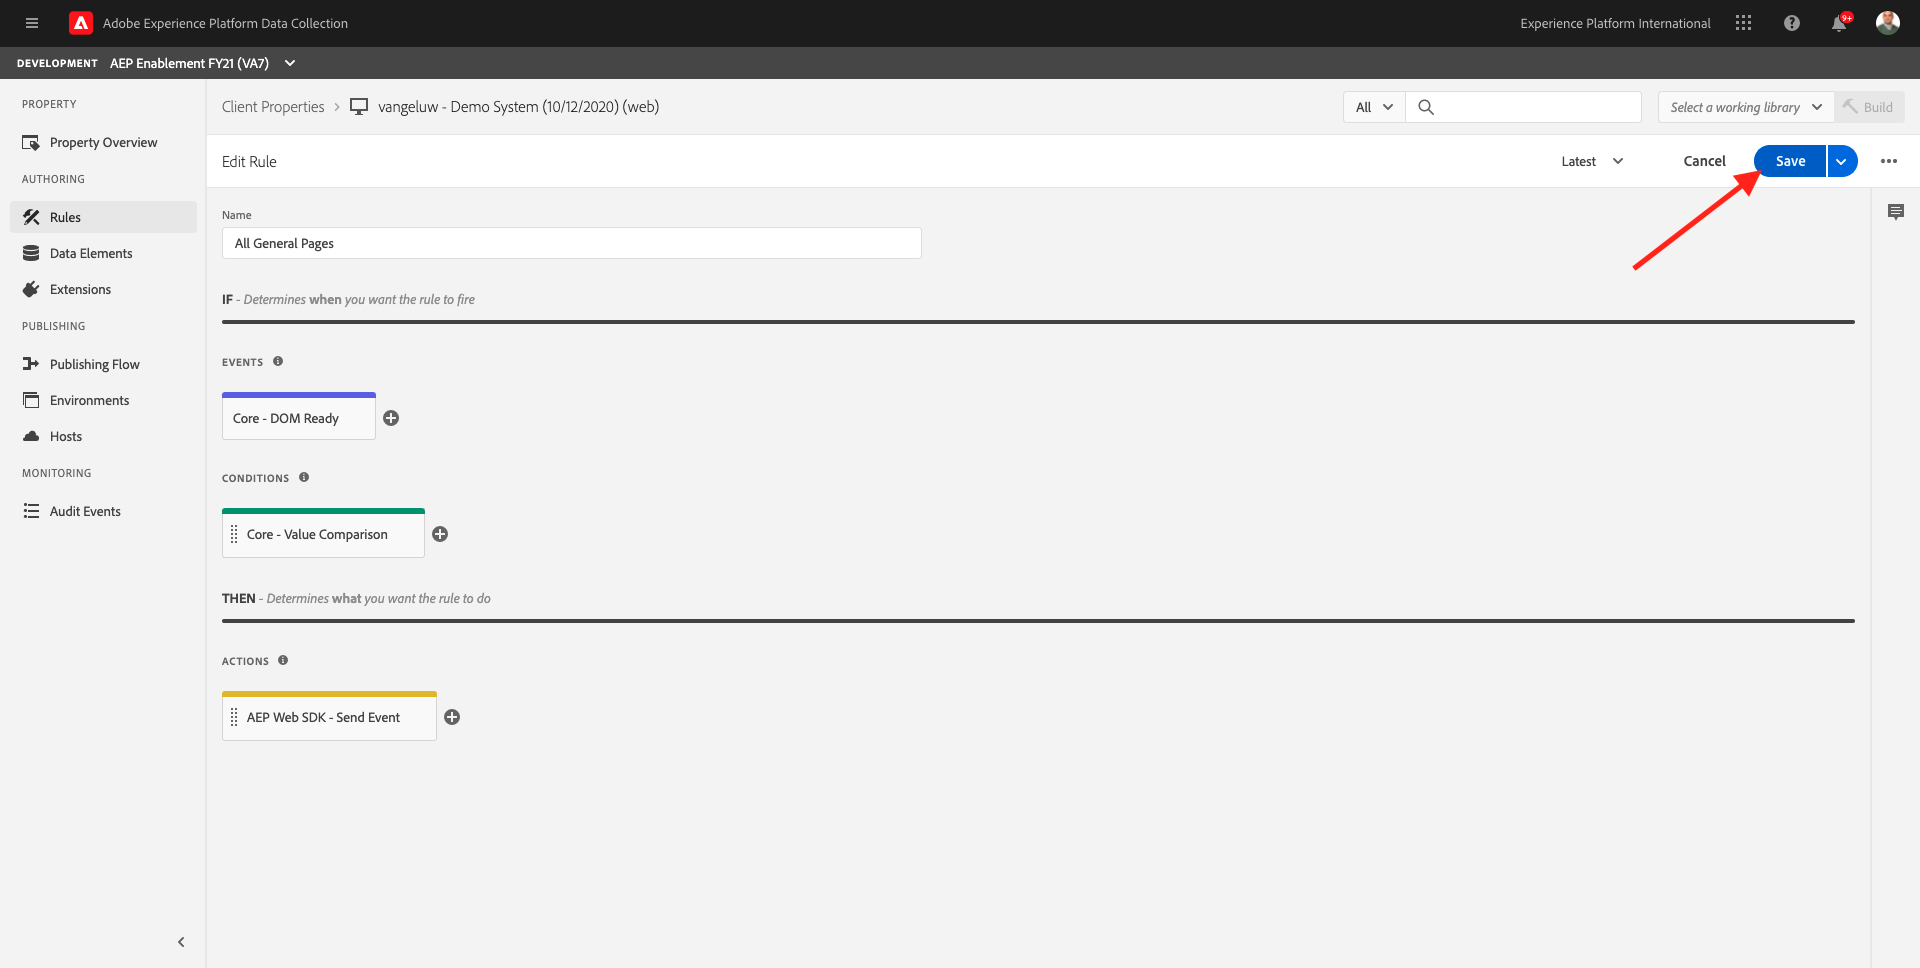 Adobe Experience Platform Data Collection
Experience Platform International
9+
DEVELOPMENT AEP Enablement FY21 (VA7)
PROPERTY
Property Overview
AUTHORING
Rules
Data Elements
Extensions
PUBLISHING
Publishing Flow
Environments
Hosts
MONITORING
Audit Events
Client Properties > vangeluw - Demo System (10/12/2020) (web)
All
Select a working library
Build
Edit Rule
Latest
Cancel
Save
Name
All General Pages
IF - Determines when you want the rule to fire
EVENTS
Core - DOM Ready
CONDITIONS
Core - Value Comparison
THEN - Determines what you want the rule to do
ACTIONS
AEP Web SDK - Send Event